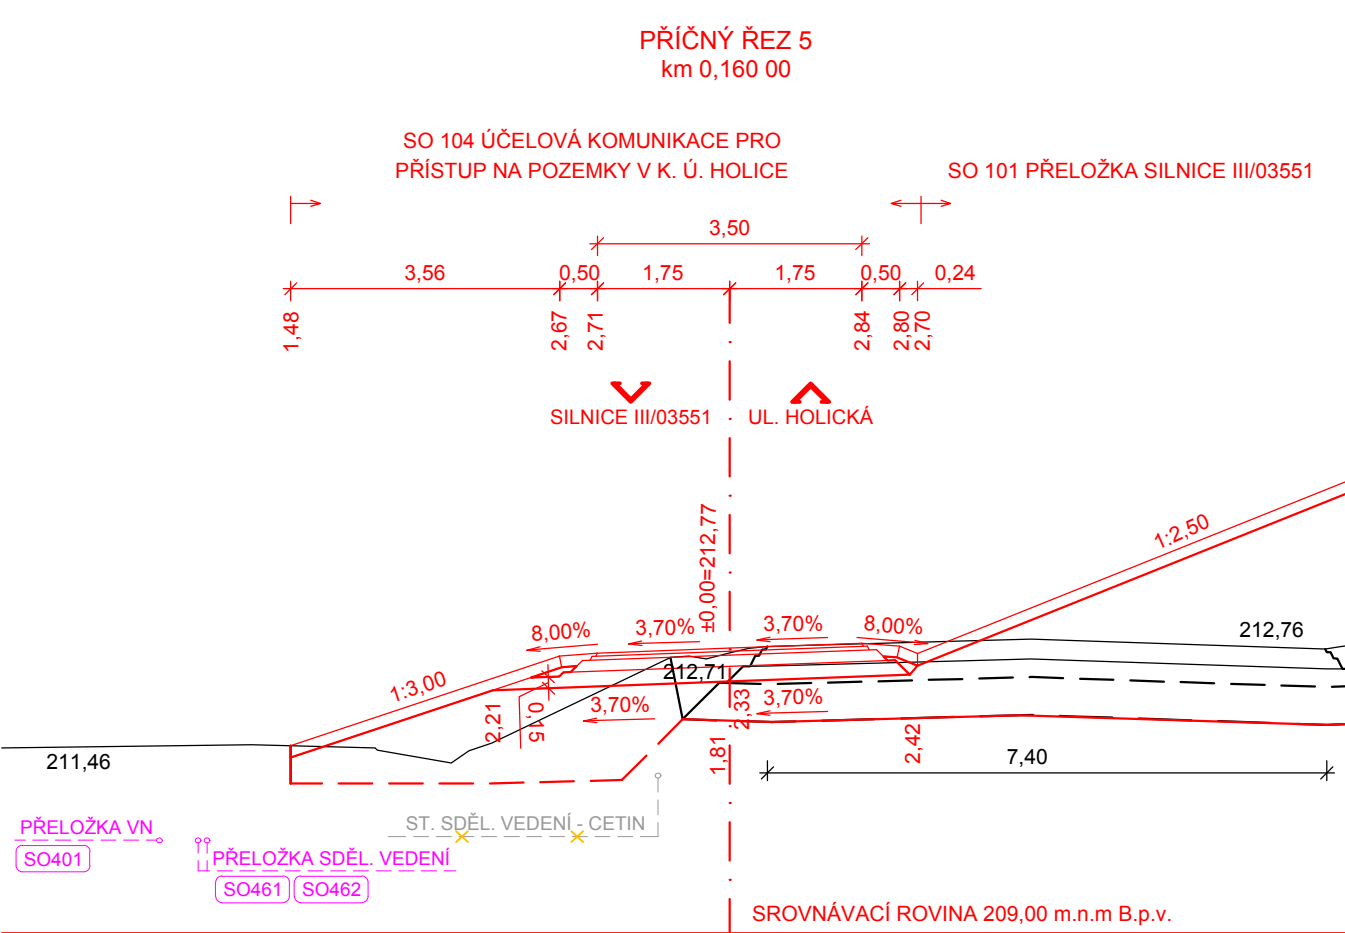 PŘÍČNÝ ŘEZ 5
km 0,160 00
SO 104 ÚČELOVÁ KOMUNIKACE PRO
PŘÍSTUP NA POZEMKY V K. Ú. HOLICE
SO 101 PŘELOŽKA SILNICE III/03551
3,50
3,56
0,50
1,75
1,75
0,50
0,24
1,48
2,67
2,71
2,84
2,80
2,70
SILNICE III/03551
UL. HOLICKÁ
±0,00=212,77
1:2,50
8,00%
3,70%
3,70%
8,00%
212,76
1:3,00
212,71
3,70%
3,70%
2,21
0,15
2,33
1,81
2,42
211,46
7,40
PŘELOŽKA VN
SO401
ST. SDĚL. VEDENÍ - CETIN
PŘELOŽKA SDĚL. VEDENÍ
SO461
SO462
SROVNÁVACÍ ROVINA 209,00 m.n.m B.p.v.